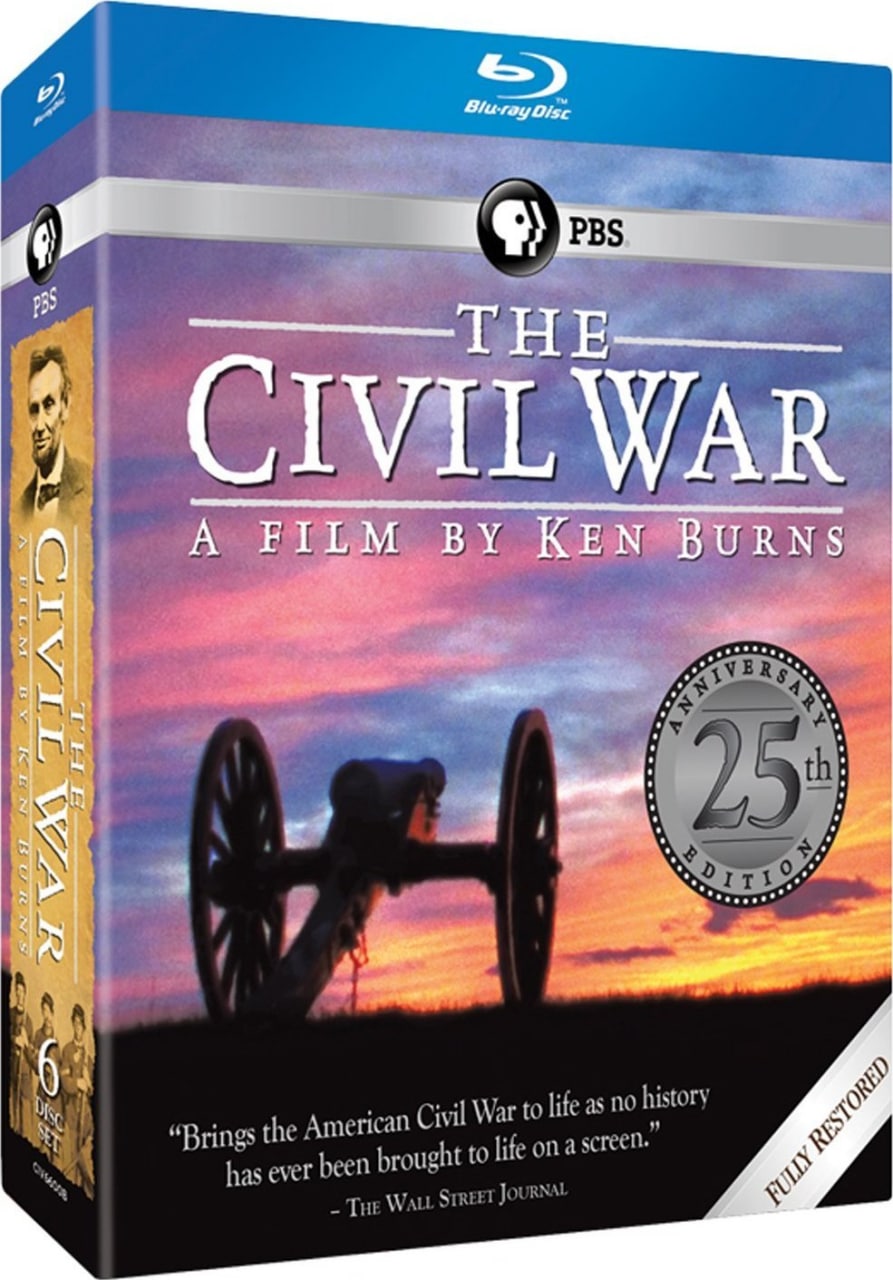 Blu-ray Disc™
PBS®
THE
CIVIL WAR
A FILM BY KEN BURNS
ANNIVERSARY
25th
EDITION
"Brings the American Civil War to life as no history
has ever been brought to life on a screen."
– THE WALL STREET JOURNAL
FULLY RESTORED
PBS
THE
CIVIL WAR
A FILM BY KEN BURNS
6
DISC
SET
CIV6600B